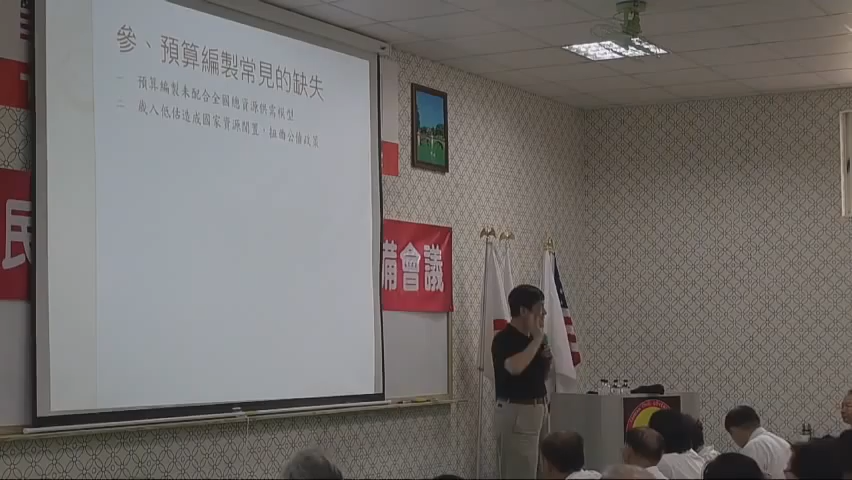 參、預算編製常見的缺失
一 預算編製未配合全國總資源供需模型
二 歲入低估造成國家資源閒置，扭曲公債政策
民
備會議